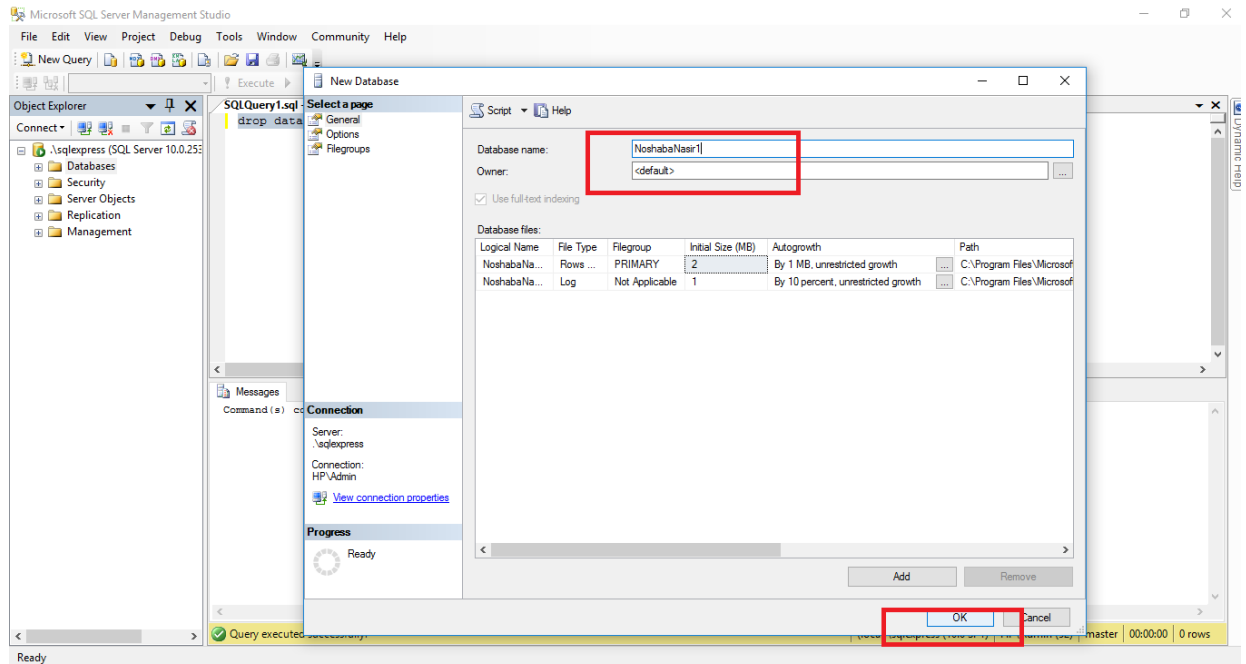 Microsoft SQL Server Management Studio
File Edit View Project Debug Tools Window Community Help
New Query
Execute
Object Explorer
Connect
.\sqlexpress (SQL Server 10.0.253
Databases
Security
Server Objects
Replication
Management
SQLQuery1.sql -
drop data
Messages
Command(s) co
New Database
Select a page
General
Options
Filegroups
Script Help
Database name: NoshabaNasir1
Owner: <default> ...
Use full-text indexing
Database files:
Logical Name File Type Filegroup Initial Size (MB) Autogrowth Path
NoshabaNa... Rows ... PRIMARY 2 By 1 MB, unrestricted growth ... C:\Program Files\Microsof
NoshabaNa... Log Not Applicable 1 By 10 percent, unrestricted growth ... C:\Program Files\Microsof
Connection
Server:
.\sqlexpress
Connection:
HP\Admin
View connection properties
Progress
Ready
Add Remove
OK Cancel
Dynamic Help
Query executed successfully. master 00:00:00 0 rows
Ready